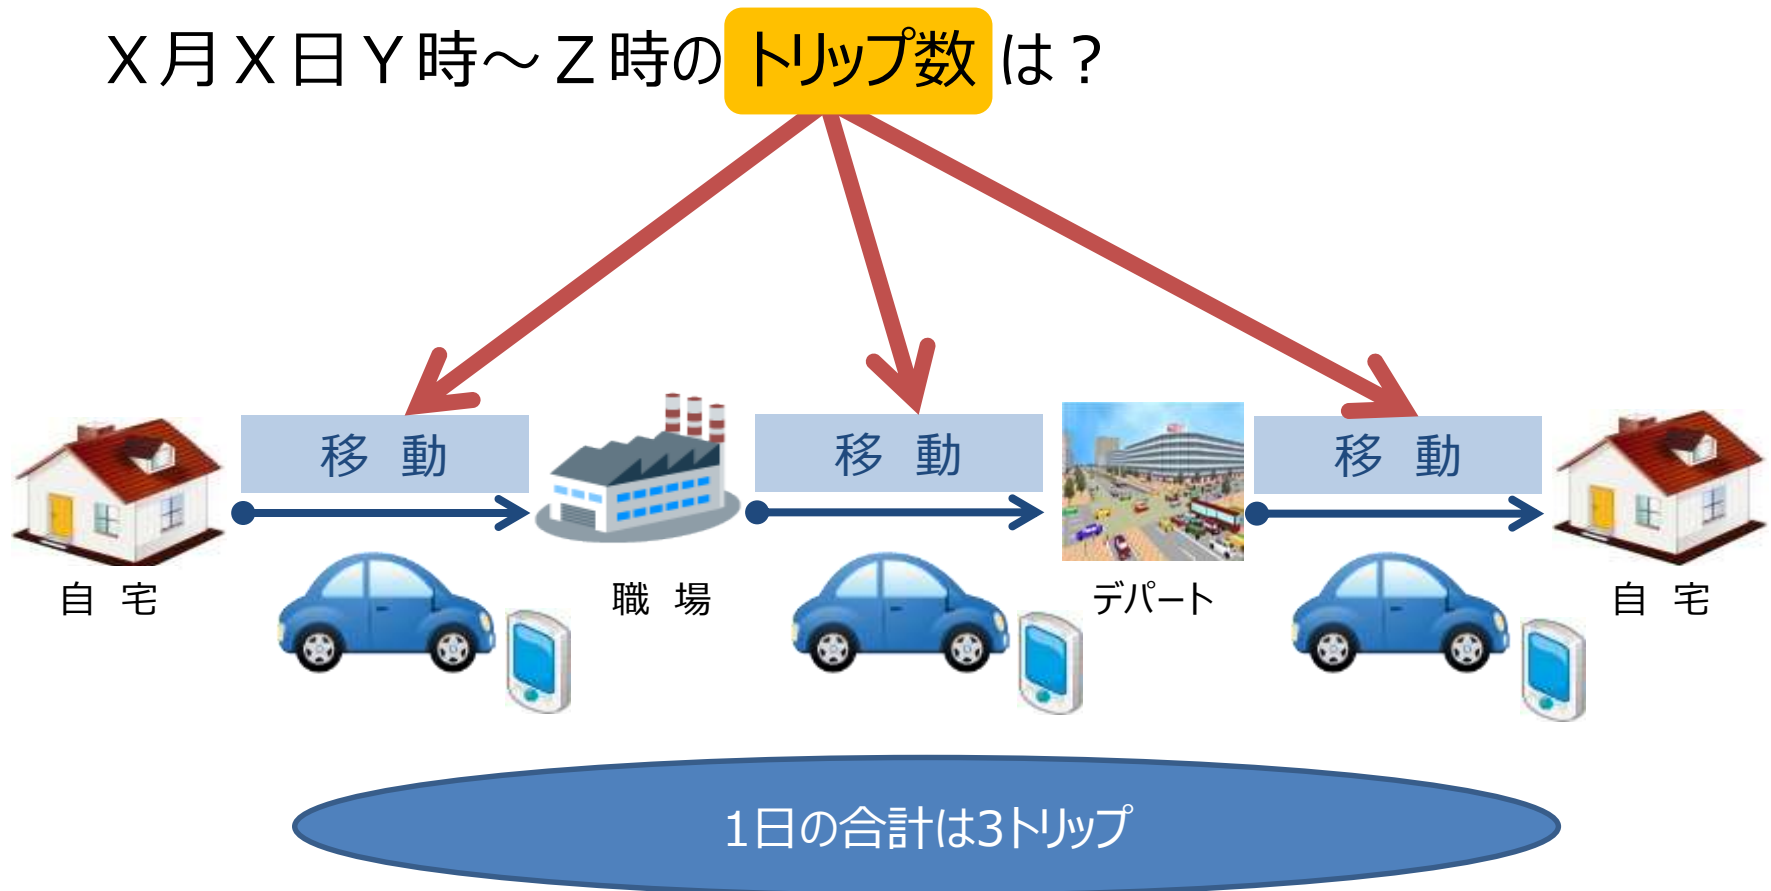 X月X日Y時～Z時のトリップ数は？
移 動
移 動
移 動
自 宅
職 場
デパート
自 宅
1日の合計は3トリップ